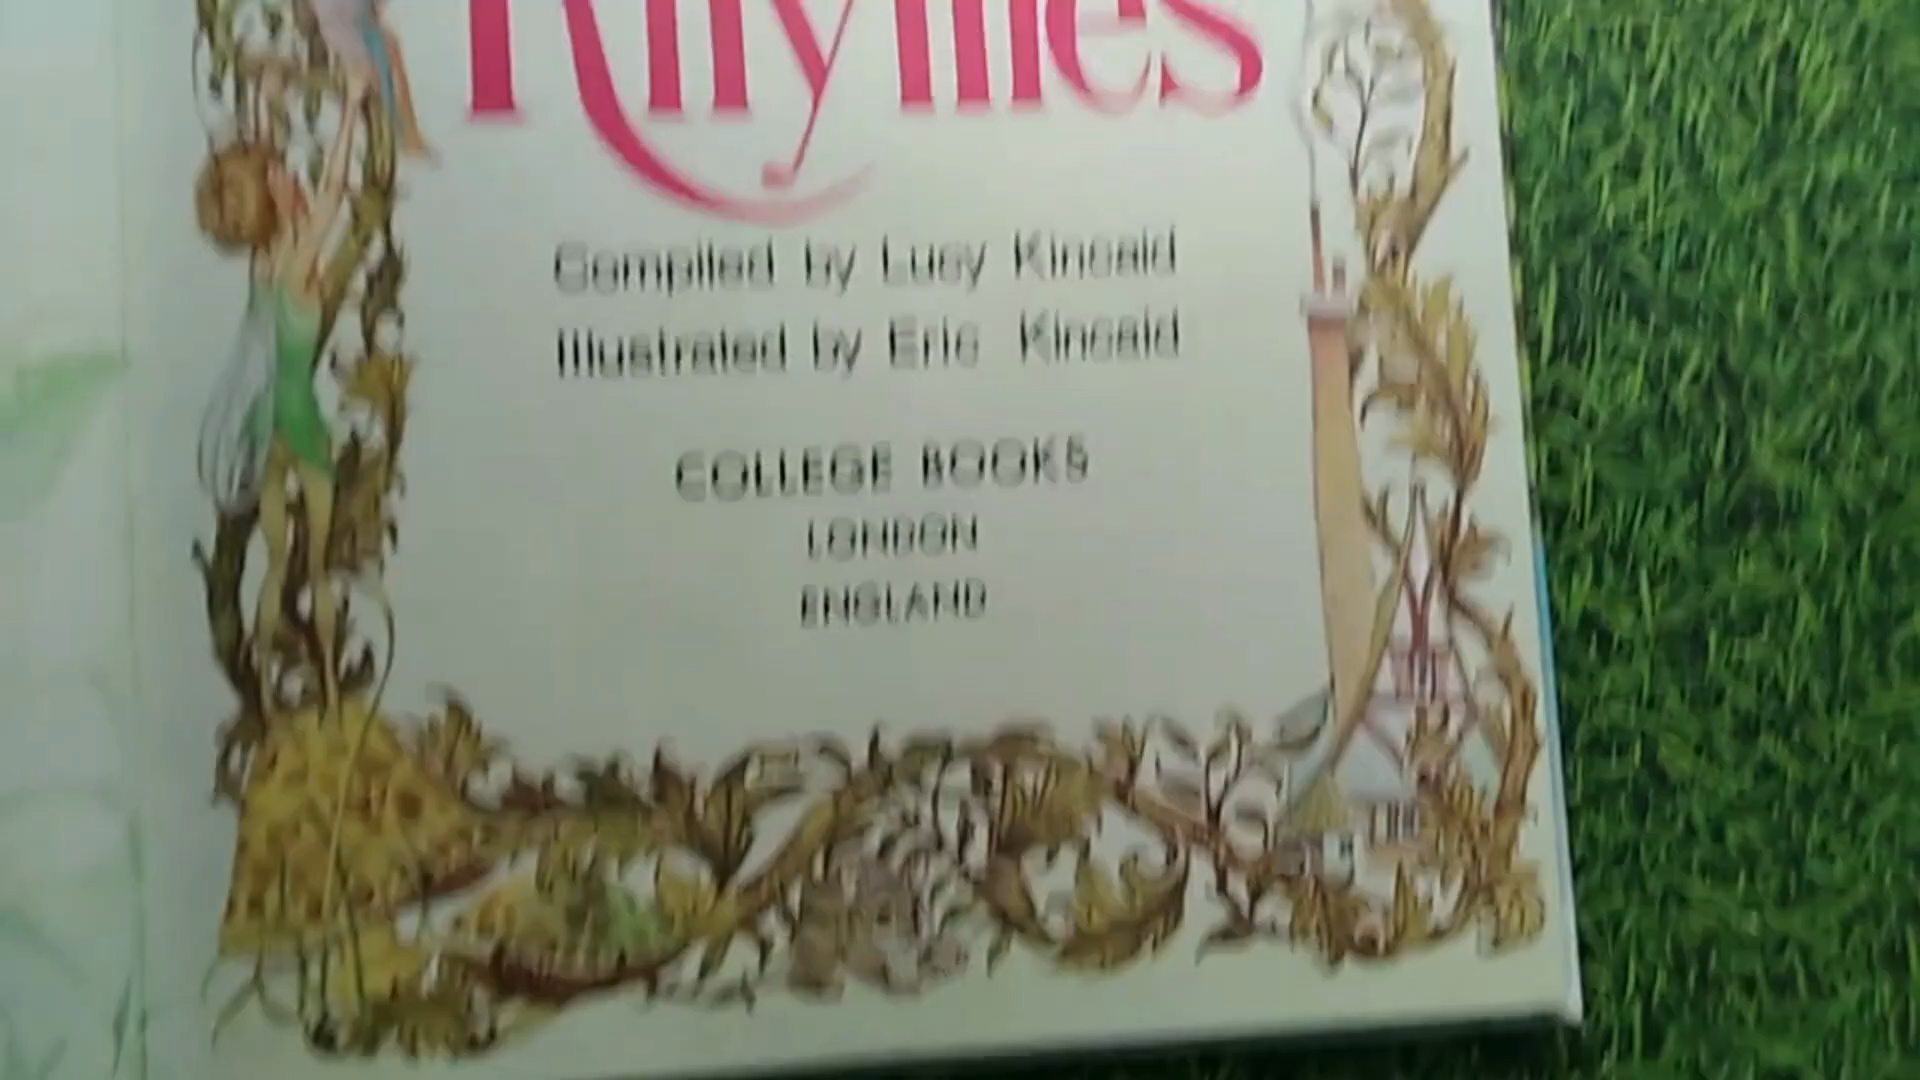 Rhymes
Compiled by Lucy Kincaid
Illustrated by Eric Kincaid
COLLEGE BOOKS
LONDON
ENGLAND